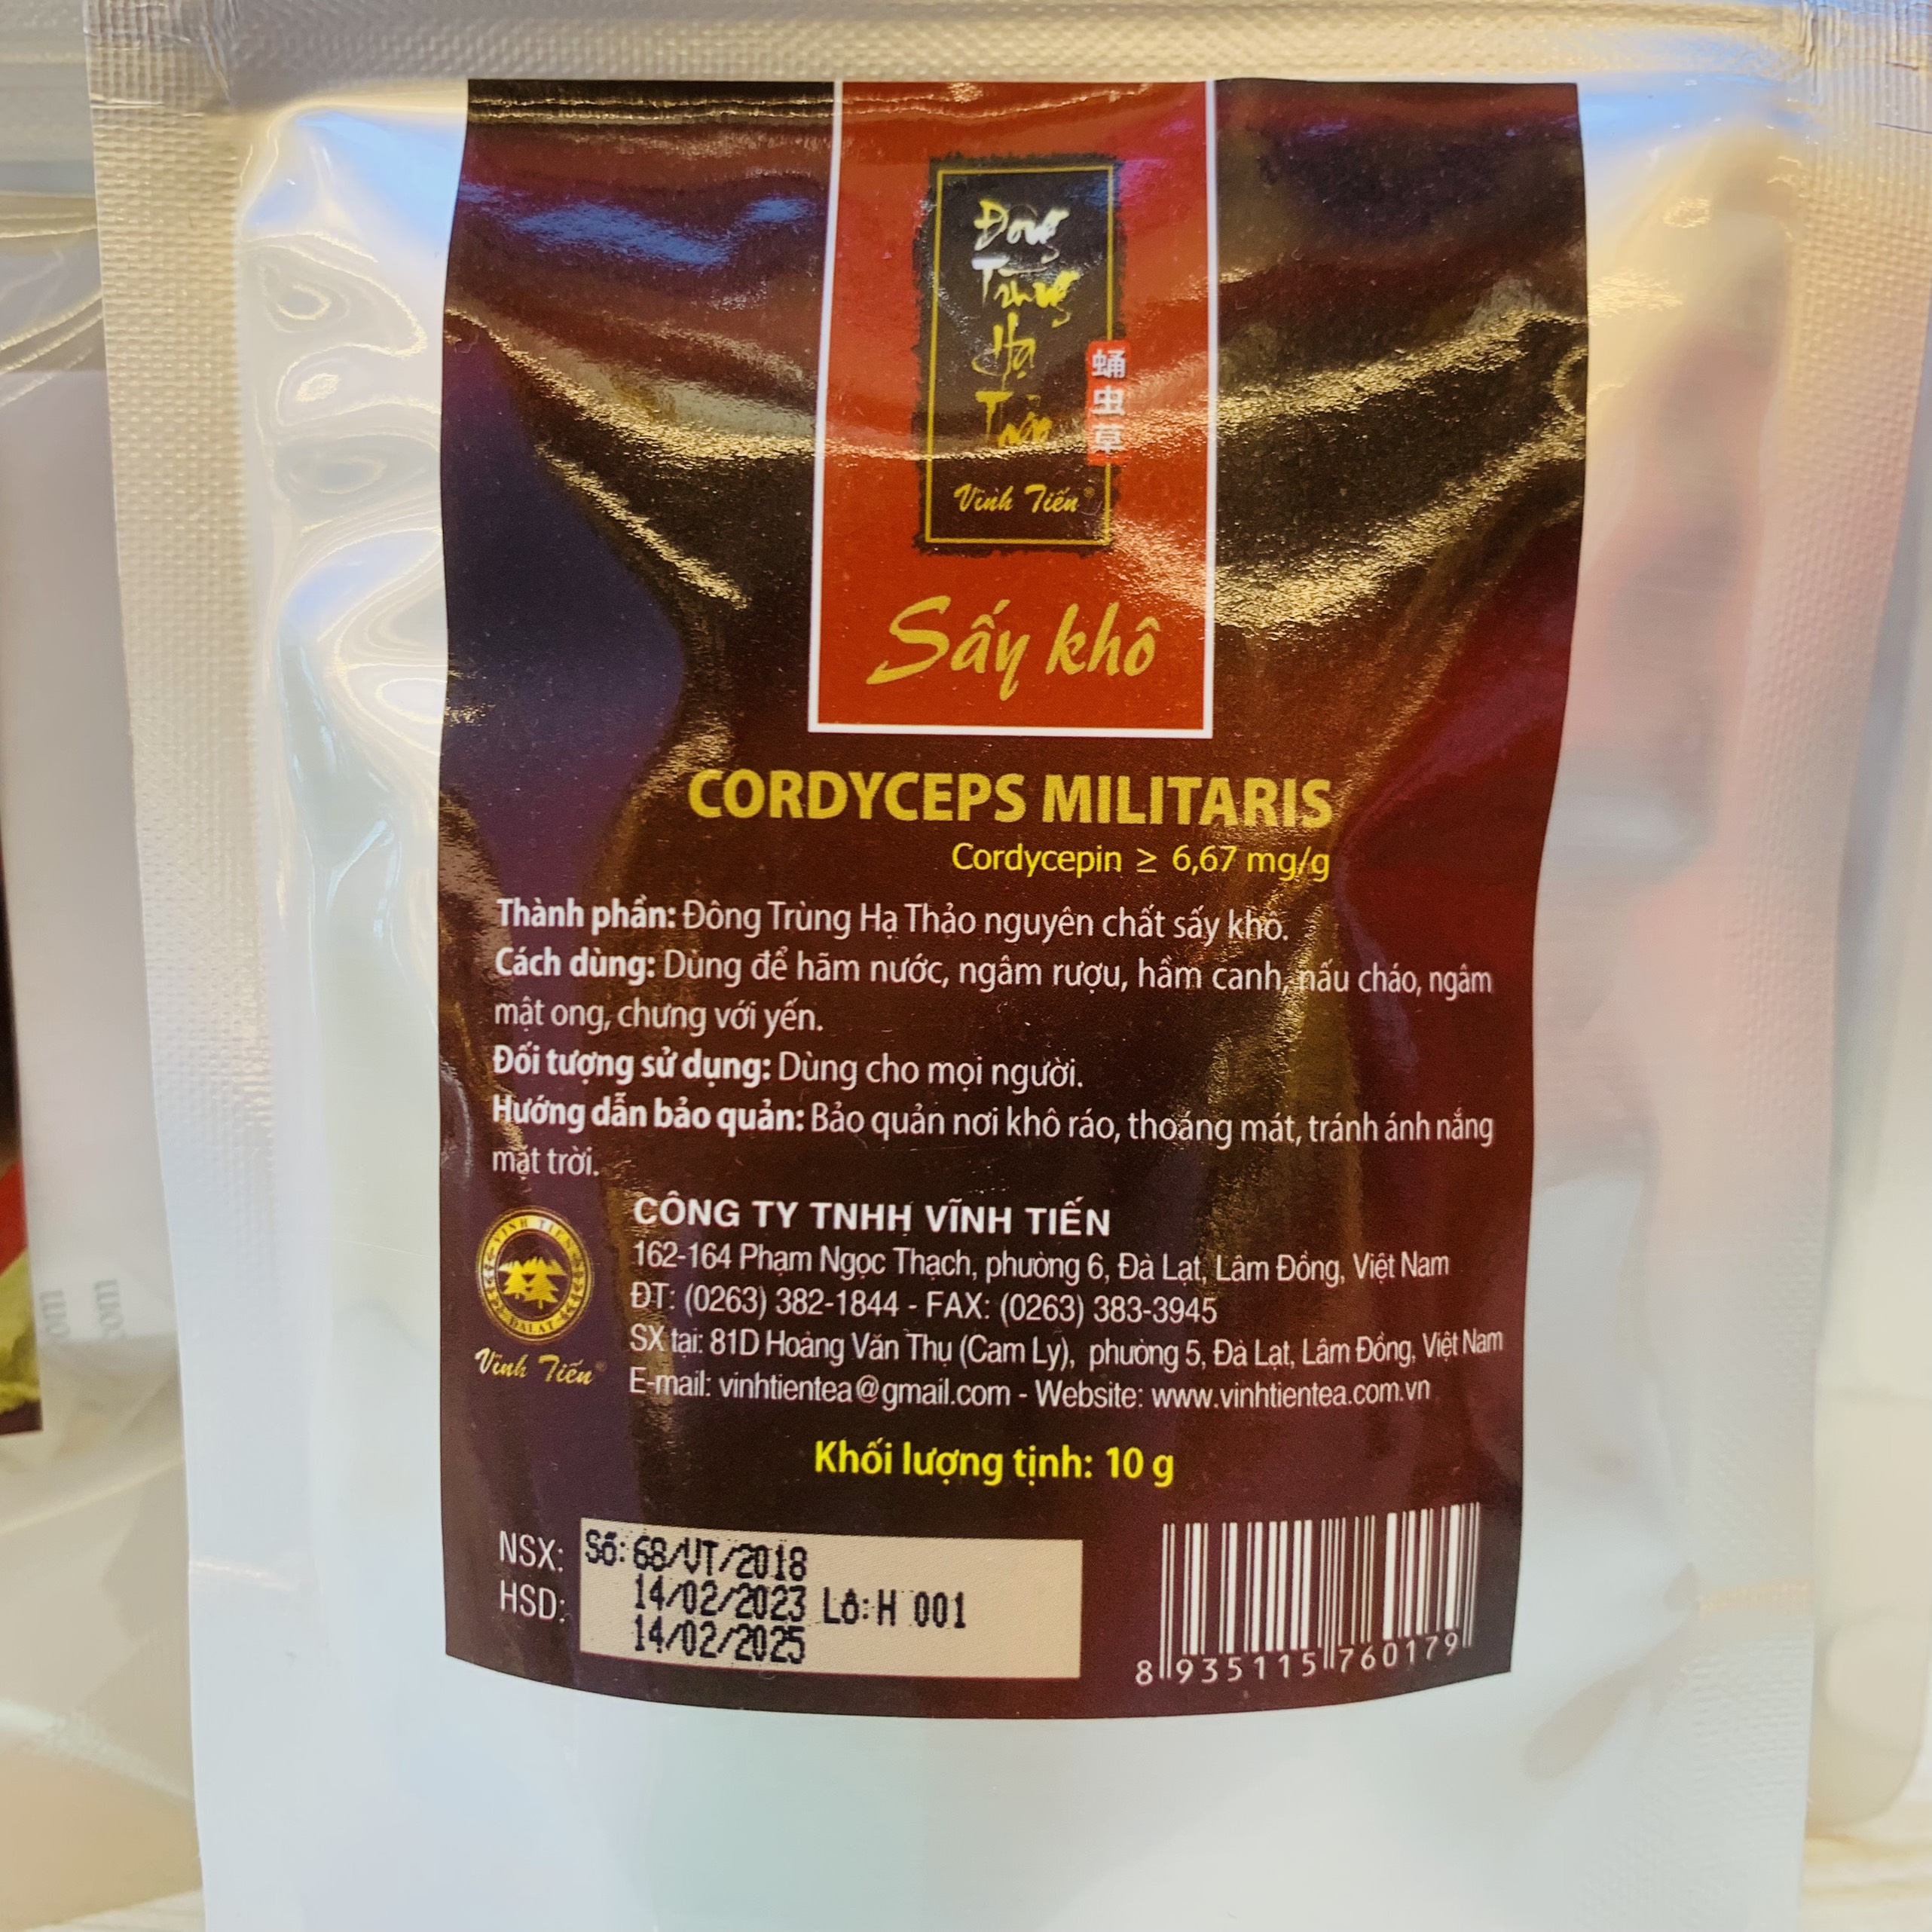 Đông
Trùng
Hạ
Thảo
蛹虫草
Vĩnh Tiến®
Sấy khô
CORDYCEPS MILITARIS
Cordycepin ≥ 6,67 mg/g
Thành phần: Đông Trùng Hạ Thảo nguyên chất sấy khô.
Cách dùng: Dùng để hãm nước, ngâm rượu, hầm canh, nấu cháo, ngâm
mật ong, chưng với yến.
Đối tượng sử dụng: Dùng cho mọi người.
Hướng dẫn bảo quản: Bảo quản nơi khô ráo, thoáng mát, tránh ánh nắng
mặt trời.
CÔNG TY TNHH VĨNH TIẾN
162-164 Phạm Ngọc Thạch, phường 6, Đà Lạt, Lâm Đồng, Việt Nam
ĐT: (0263) 382-1844 - FAX: (0263) 383-3945
SX tại: 81D Hoàng Văn Thụ (Cam Ly), phường 5, Đà Lạt, Lâm Đồng, Việt Nam
E-mail: vinhtientea@gmail.com - Website: www.vinhtientea.com.vn
VINH TIEN
DALAT
Vĩnh Tiến®
Khối lượng tịnh: 10 g
NSX: Số: 68/VT/2018
HSD: 14/02/2023 Lô: H 001
14/02/2025
8 935115 760179